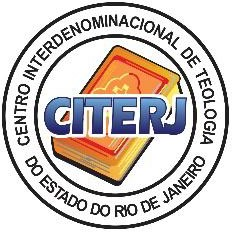 CENTRO INTERDENOMINACIONAL DE TEOLOGIA
CITERJ
DO ESTADO DO RIO DE JANEIRO